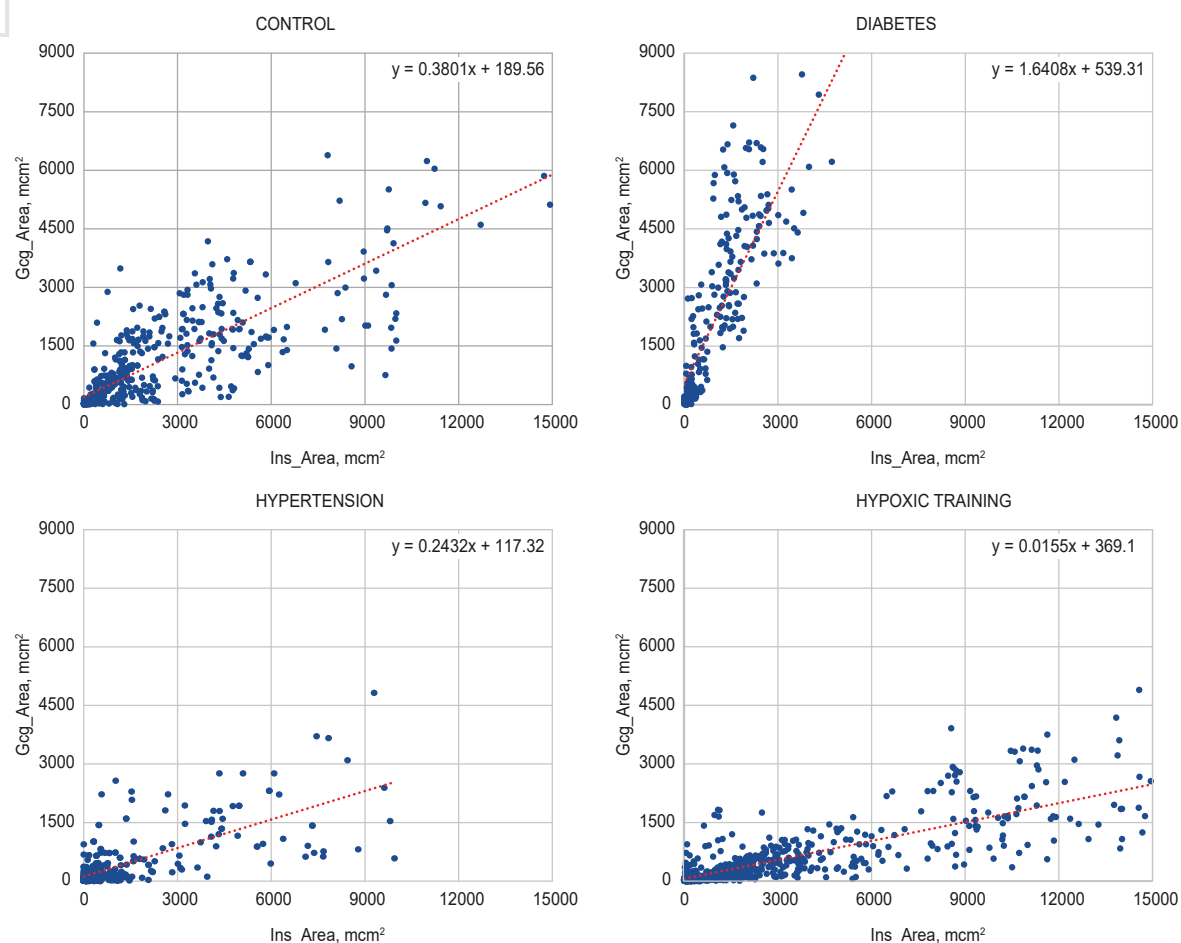 CONTROL
y = 0.3801x + 189.56
Gcg_Area, mcm²
9000
7500
6000
4500
3000
1500
0
0 3000 6000 9000 12000 15000
Ins_Area, mcm²
DIABETES
y = 1.6408x + 539.31
Gcg_Area, mcm²
9000
7500
6000
4500
3000
1500
0
0 3000 6000 9000 12000 15000
Ins_Area, mcm²
HYPERTENSION
y = 0.2432x + 117.32
Gcg_Area, mcm²
9000
7500
6000
4500
3000
1500
0
0 3000 6000 9000 12000 15000
Ins_Area, mcm²
HYPOXIC TRAINING
y = 0.0155x + 369.1
Gcg_Area, mcm²
9000
7500
6000
4500
3000
1500
0
0 3000 6000 9000 12000 15000
Ins_Area, mcm²